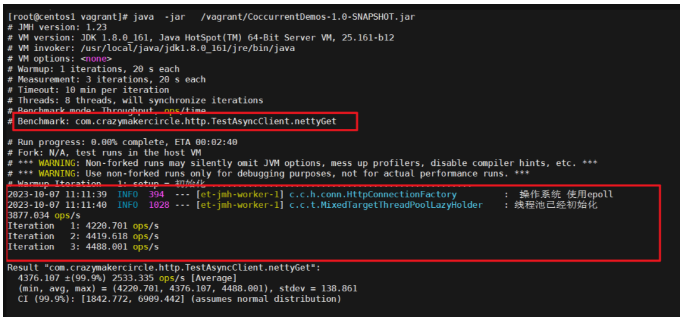 [root@centos1 vagrant]# java -jar /vagrant/CoccurrentDemos-1.0-SNAPSHOT.jar
# JMH version: 1.23
# VM version: JDK 1.8.0_161, Java HotSpot(TM) 64-Bit Server VM, 25.161-b12
# VM invoker: /usr/local/java/jdk1.8.0_161/jre/bin/java
# VM options: <none>
# Warmup: 1 iterations, 20 s each
# Measurement: 3 iterations, 20 s each
# Timeout: 10 min per iteration
# Threads: 8 threads, will synchronize iterations
# Benchmark mode: Throughput, ops/time
# Benchmark: com.crazymakercircle.http.TestAsyncClient.nettyGet
# Run progress: 0.00% complete, ETA 00:02:40
# Fork: N/A, test runs in the host VM
# *** WARNING: Non-forked runs may silently omit JVM options, mess up profilers, disable compiler hints, etc. ***
# *** WARNING: Use non-forked runs only for debugging purposes, not for actual performance runs. ***
# Warmup Iteration 1: setup = 初始化
2023-10-07 11:11:39 INFO 394 --- [et-jmh-worker-1] c.c.h.conn.HttpConnectionFactory : 操作系统 使用epoll
2023-10-07 11:11:40 INFO 1028 --- [et-jmh-worker-1] c.c.t.MixedTargetThreadPoolLazyHolder : 线程池已经初始化
3877.034 ops/s
Iteration 1: 4220.701 ops/s
Iteration 2: 4419.618 ops/s
Iteration 3: 4488.001 ops/s
Result "com.crazymakercircle.http.TestAsyncClient.nettyGet":
4376.107 ±(99.9%) 2533.335 ops/s [Average]
(min, avg, max) = (4220.701, 4376.107, 4488.001), stdev = 138.861
CI (99.9%): [1842.772, 6909.442] (assumes normal distribution)